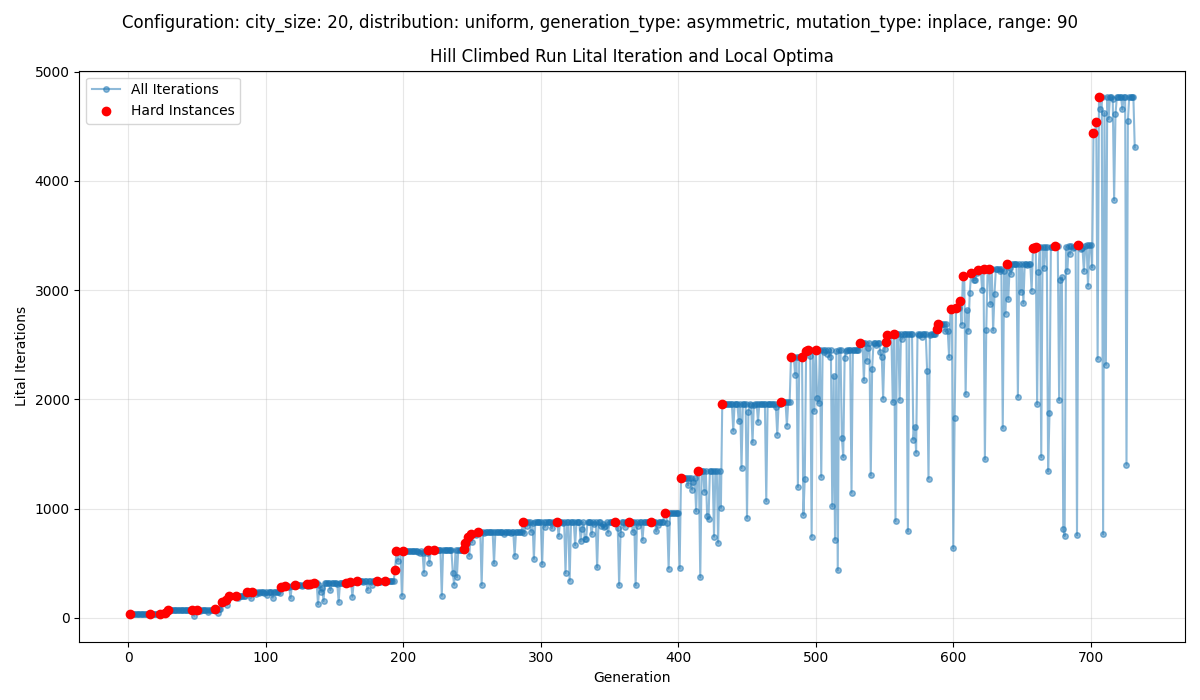 Configuration: city_size: 20, distribution: uniform, generation_type: asymmetric, mutation_type: inplace, range: 90
Hill Climbed Run Lital Iteration and Local Optima
All Iterations
Hard Instances
5000
4000
3000
2000
1000
0
Lital Iterations
0 100 200 300 400 500 600 700
Generation